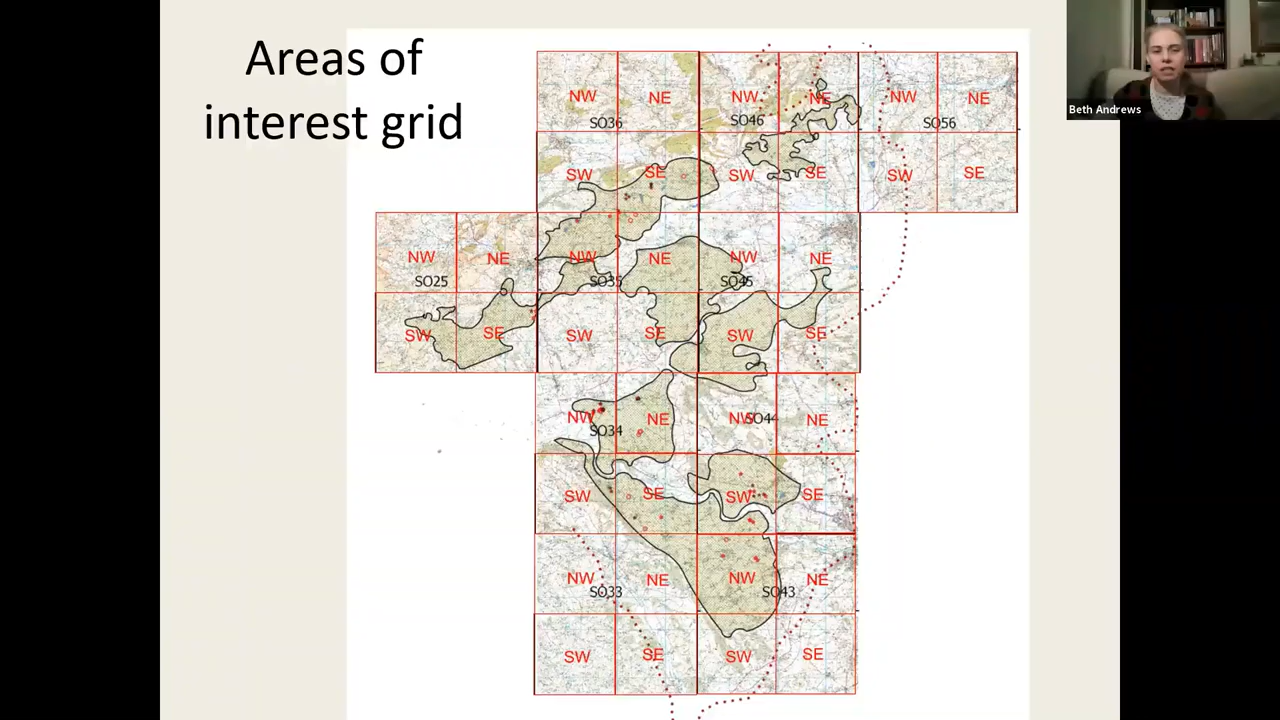 Areas of
interest grid
Beth Andrews
NW NE NW NE NW NE
SO36 SO46 SO56
SW SE SW SE SW SE
NW NE NW NE NW NE
SO25 SO35 SO45
SW SE SW SE SW SE
NW NE NW NE
SO34 SO44
SW SE SW SE
NW NE NW NE
SO33 SO43
SW SE SW SE